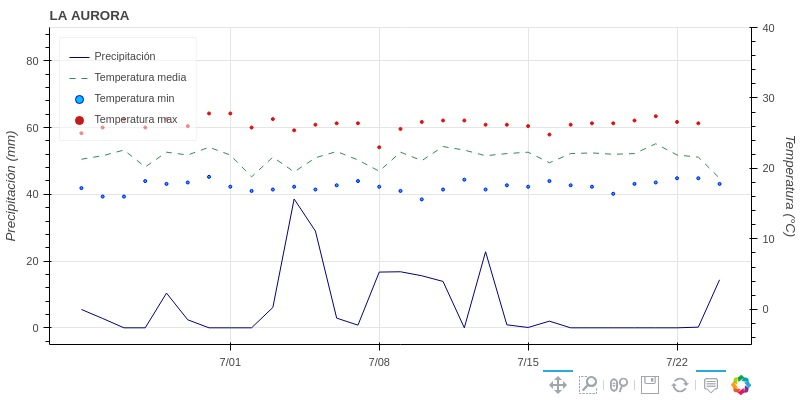 LA AURORA
Precipitación
Temperatura media
Temperatura min
Temperatura max
80
60
40
20
0
40
30
20
10
0
Precipitación (mm)
Temperatura (°C)
7/01
7/08
7/15
7/22